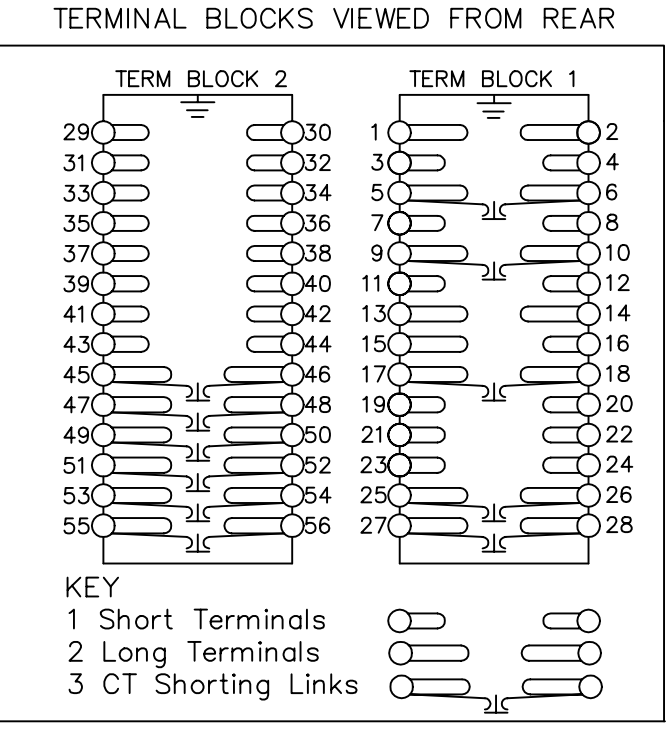 TERMINAL BLOCKS VIEWED FROM REAR
TERM BLOCK 2 TERM BLOCK 1
29 30 1 2
31 32 3 4
33 34 5 6
35 36 7 8
37 38 9 10
39 40 11 12
41 42 13 14
43 44 15 16
45 46 17 18
47 48 19 20
49 50 21 22
51 52 23 24
53 54 25 26
55 56 27 28
KEY
1 Short Terminals
2 Long Terminals
3 CT Shorting Links